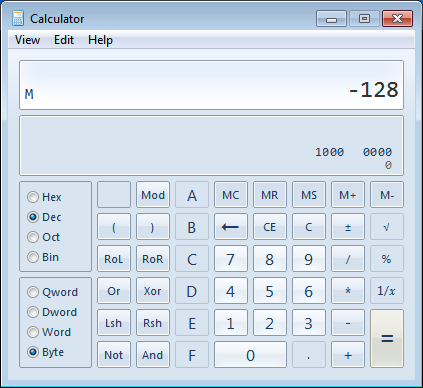 Calculator
View Edit Help
M -128
1000 0000
0
Hex Mod A MC MR MS M+ M-
Dec ( ) B ← CE C ± √
Oct RoL RoR C 7 8 9 / %
Bin
Qword Or Xor D 4 5 6 * 1/x
Dword
Word Lsh Rsh E 1 2 3 - =
Byte Not And F 0 . +